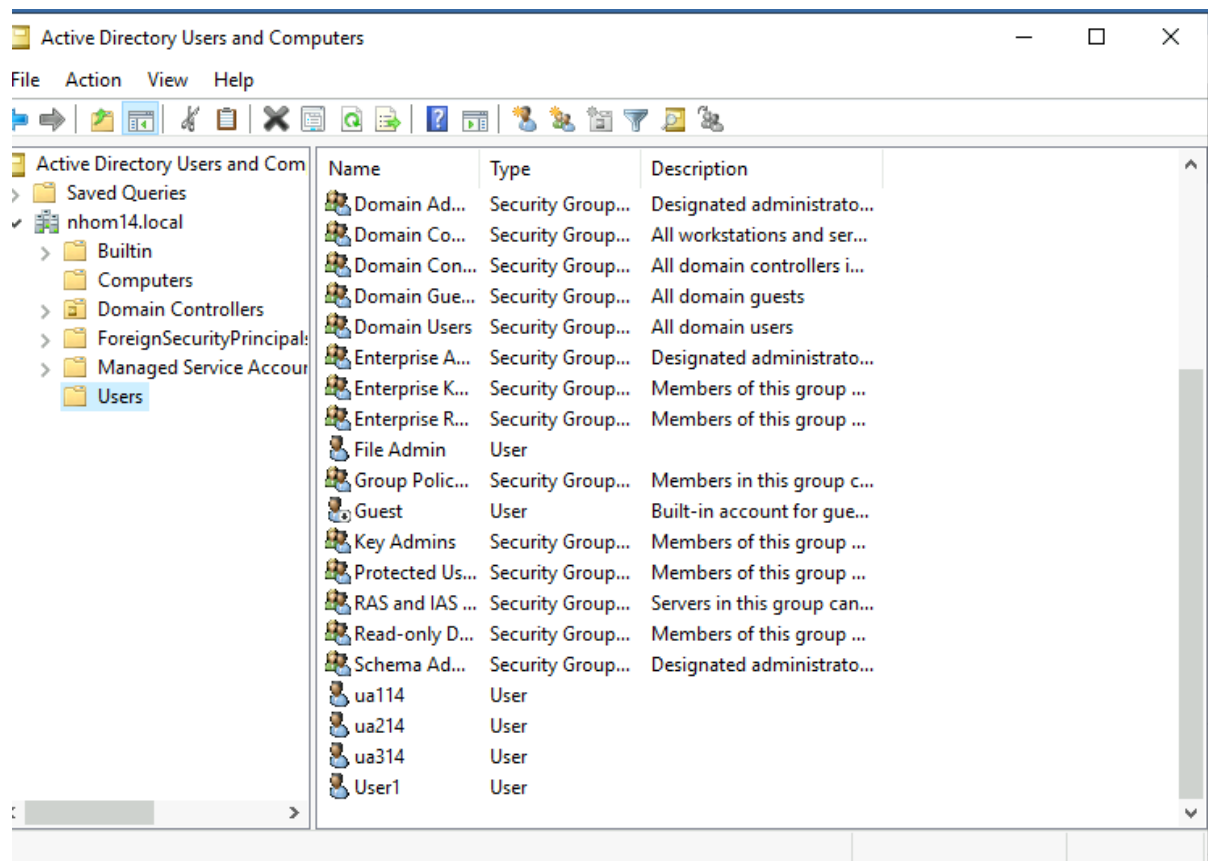 Active Directory Users and Computers
File Action View Help
Active Directory Users and Com
Saved Queries
nhom14.local
Builtin
Computers
Domain Controllers
ForeignSecurityPrincipals
Managed Service Accour
Users
Name Type Description
Domain Ad... Security Group... Designated administrato...
Domain Co... Security Group... All workstations and ser...
Domain Con... Security Group... All domain controllers i...
Domain Gue... Security Group... All domain guests
Domain Users Security Group... All domain users
Enterprise A... Security Group... Designated administrato...
Enterprise K... Security Group... Members of this group ...
Enterprise R... Security Group... Members of this group ...
File Admin User
Group Polic... Security Group... Members in this group c...
Guest User Built-in account for gue...
Key Admins Security Group... Members of this group ...
Protected Us... Security Group... Members of this group ...
RAS and IAS ... Security Group... Servers in this group can...
Read-only D... Security Group... Members of this group ...
Schema Ad... Security Group... Designated administrato...
ua114 User
ua214 User
ua314 User
User1 User